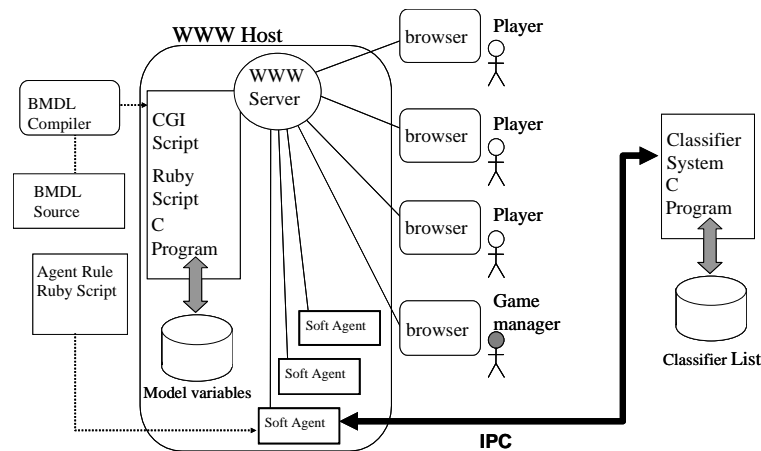 WWW Host
WWW
Server
BMDL
Compiler
BMDL
Source
Agent Rule
Ruby Script
CGI
Script
Ruby
Script
C
Program
Model variables
Soft Agent
Soft Agent
Soft Agent
browser
Player
browser
Player
browser
Player
browser
Game
manager
IPC
Classifier
System
C
Program
Classifier List